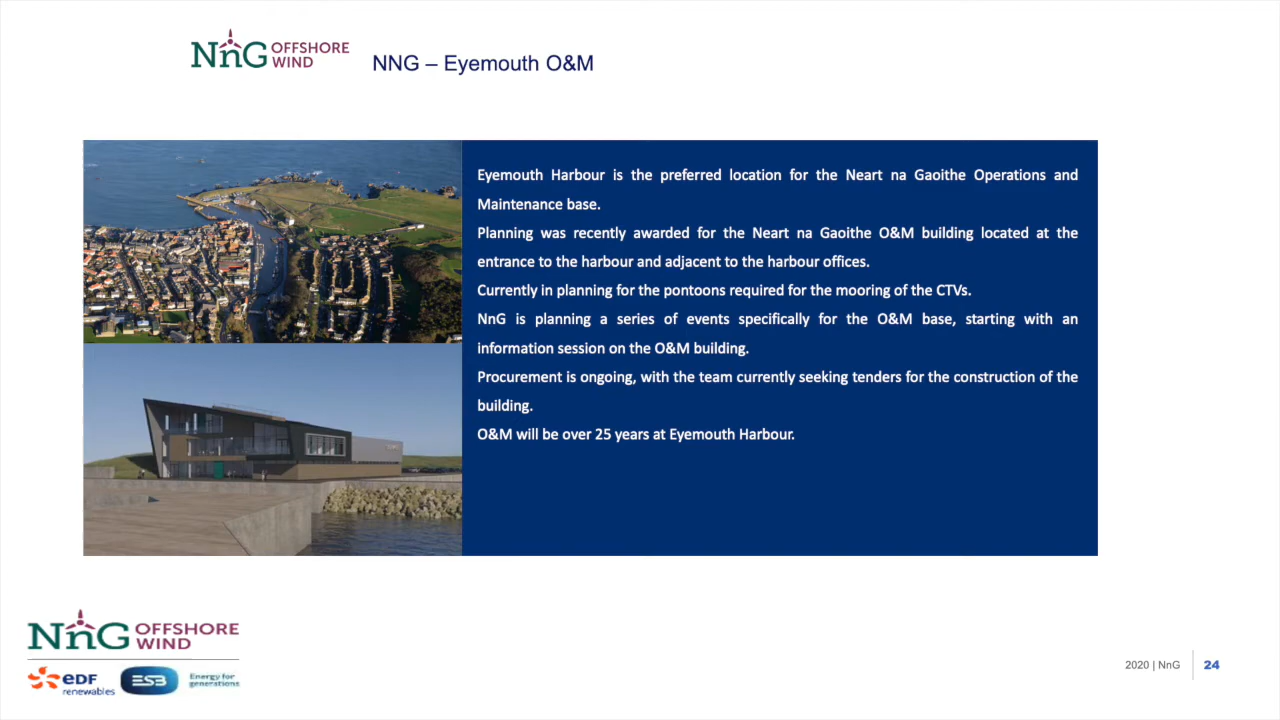 NnG OFFSHORE
WIND
NNG – Eyemouth O&M
Eyemouth Harbour is the preferred location for the Neart na Gaoithe Operations and
Maintenance base.
Planning was recently awarded for the Neart na Gaoithe O&M building located at the
entrance to the harbour and adjacent to the harbour offices.
Currently in planning for the pontoons required for the mooring of the CTVs.
NnG is planning a series of events specifically for the O&M base, starting with an
information session on the O&M building.
Procurement is ongoing, with the team currently seeking tenders for the construction of the
building.
O&M will be over 25 years at Eyemouth Harbour.
NnG OFFSHORE
WIND
eDF
renewables
ESB
Energy for
generations
2020 | NnG
24